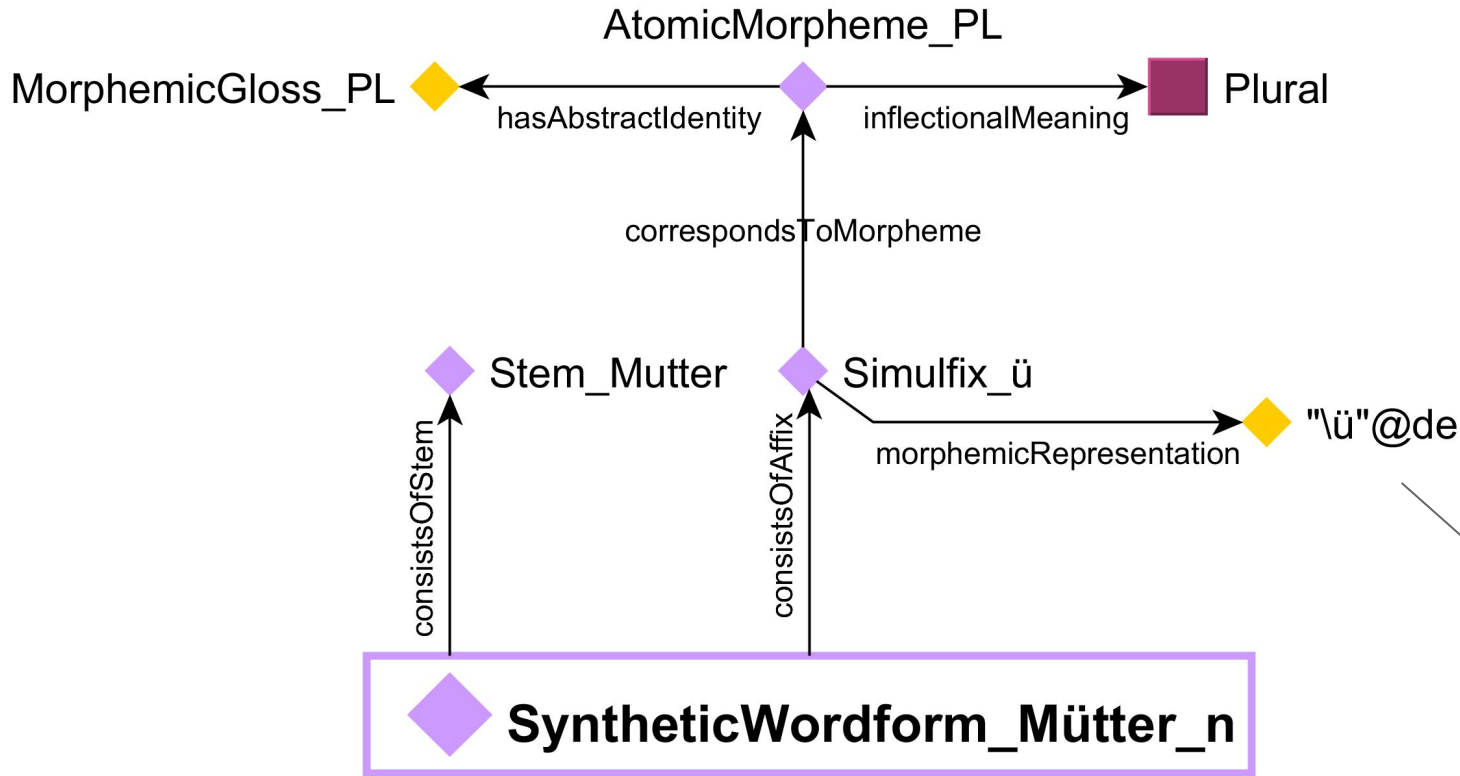 AtomicMorpheme_PL
MorphemicGloss_PL
Plural
hasAbstractIdentity
inflectionalMeaning
correspondsToMorpheme
Stem_Mutter
Simulfix_ü
"\ü"@de
morphemicRepresentation
consistsOfStem
consistsOfAffix
SyntheticWordform_Mütter_n